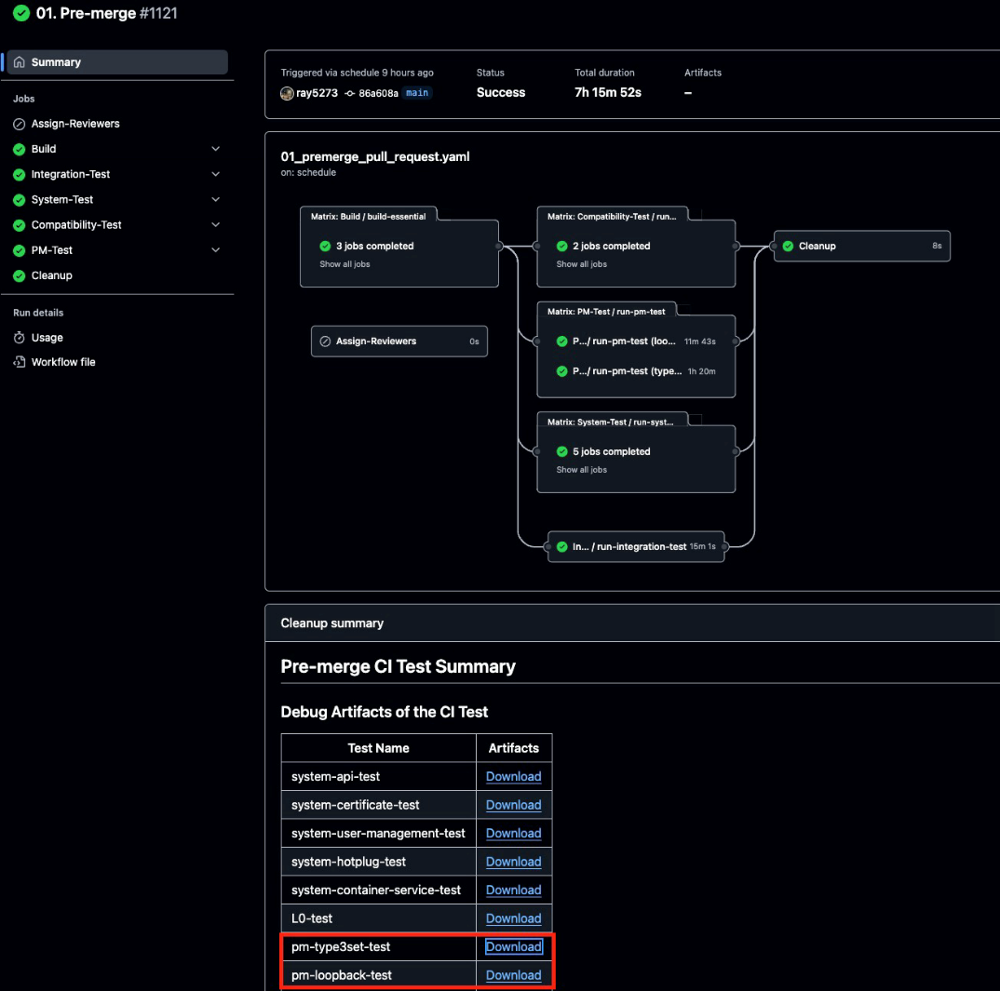 01. Pre-merge #1121
Summary
Jobs
Assign-Reviewers
Build
Integration-Test
System-Test
Compatibility-Test
PM-Test
Cleanup
Run details
Usage
Workflow file
Triggered via schedule 9 hours ago
ray5273 86a608a main
Status
Success
Total duration
7h 15m 52s
Artifacts
–
01_premerge_pull_request.yaml
on: schedule
Matrix: Build / build-essential
3 jobs completed
Show all jobs
Assign-Reviewers 0s
Matrix: Compatibility-Test / run...
2 jobs completed
Show all jobs
Matrix: PM-Test / run-pm-test
P.../ run-pm-test (loo... 11m 43s
P.../ run-pm-test (type... 1h 20m
Matrix: System-Test / run-syst...
5 jobs completed
Show all jobs
In... / run-integration-test 15m 1s
Cleanup 8s
Cleanup summary
Pre-merge CI Test Summary
Debug Artifacts of the CI Test
Test Name Artifacts
system-api-test Download
system-certificate-test Download
system-user-management-test Download
system-hotplug-test Download
system-container-service-test Download
L0-test Download
pm-type3set-test Download
pm-loopback-test Download